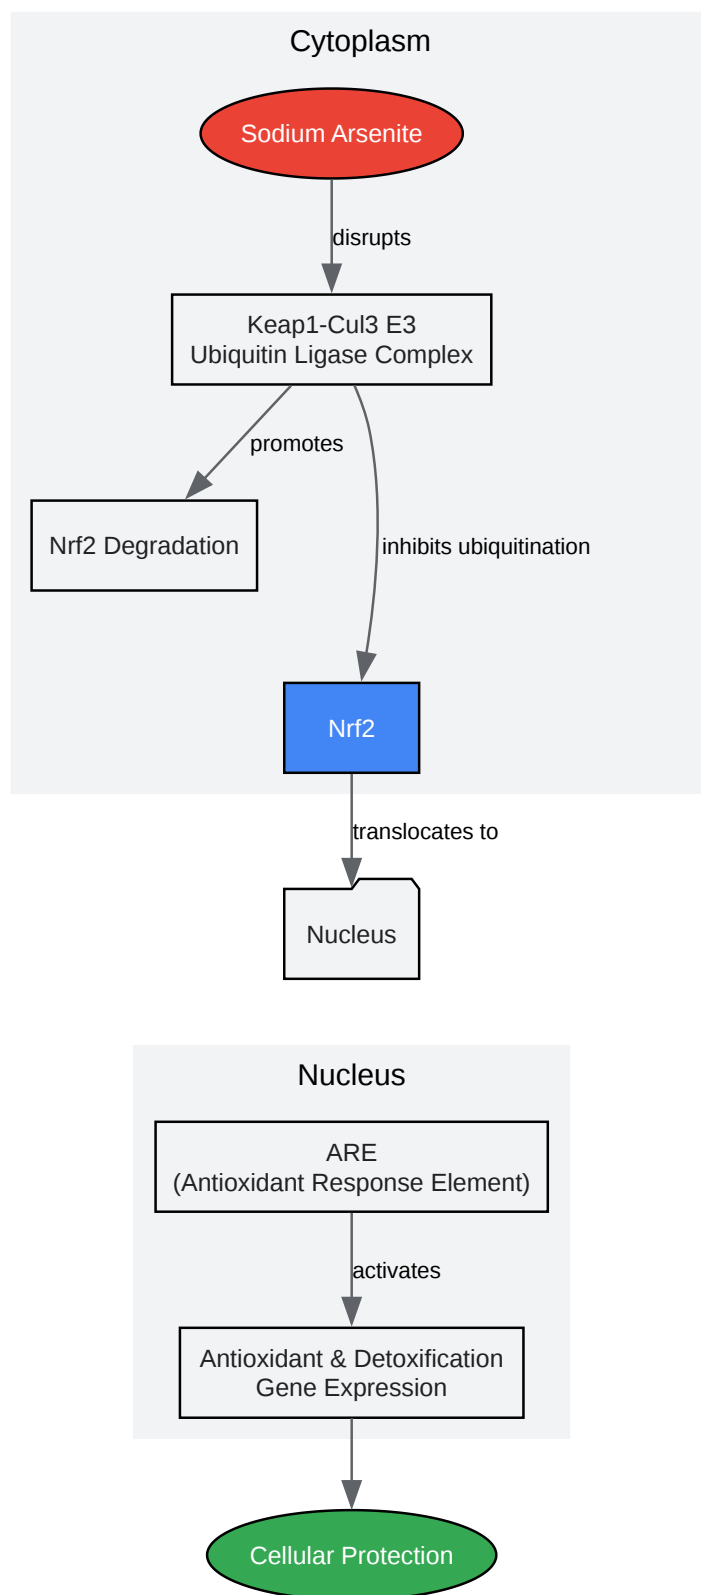 Cytoplasm
Sodium Arsenite
disrupts
Keap1-Cul3 E3
Ubiquitin Ligase Complex
promotes
Nrf2 Degradation
inhibits ubiquitination
Nrf2
translocates to
Nucleus
Nucleus
ARE
(Antioxidant Response Element)
activates
Antioxidant & Detoxification
Gene Expression
Cellular Protection